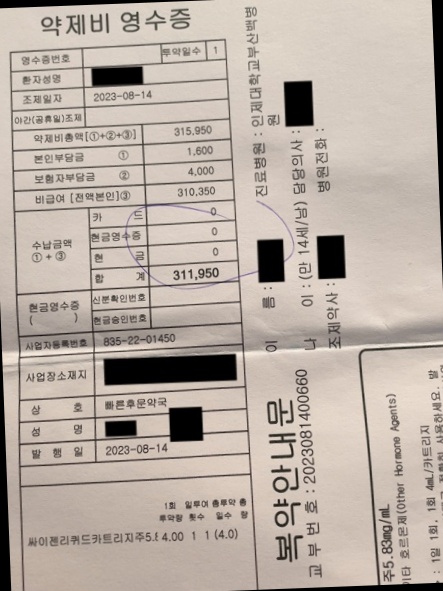 약제비 영수증
영수증번호 투약일수 1
환자성명
조제일자 2023-08-14
야간(공휴일)조제
약제비총액[①+②+③] 315,950
본인부담금 ① 1,600
보험자부담금 ② 4,000
비급여 [전액본인]③ 310,350
수납금액 ①+③
카 드 0
현금영수증 0
현 금 0
합 계 311,950
현금영수증 ( )
신분확인번호
현금승인번호
사업자등록번호 835-22-01450
사업장소재지
상 호 빠른후문약국
성 명
발 행 일 2023-08-14
1회 일투여 총투약 총
투약량 횟수 일수 량
싸이젠리퀴드카트리지주5.8 4.00 1 1 (4.0)
복약안내문
교부번호 : 2023081400660
이 름 :
나 이 : (만 14세/남)
조제약사 :
진료병원 : 인제대학교부산백병원
담당의사 :
병원전화 :
주5.83mg/mL
기타 호르몬제(Other Hormone Agents)
: 1일 1회, 1회 4mL/카트리지
사용하세요.